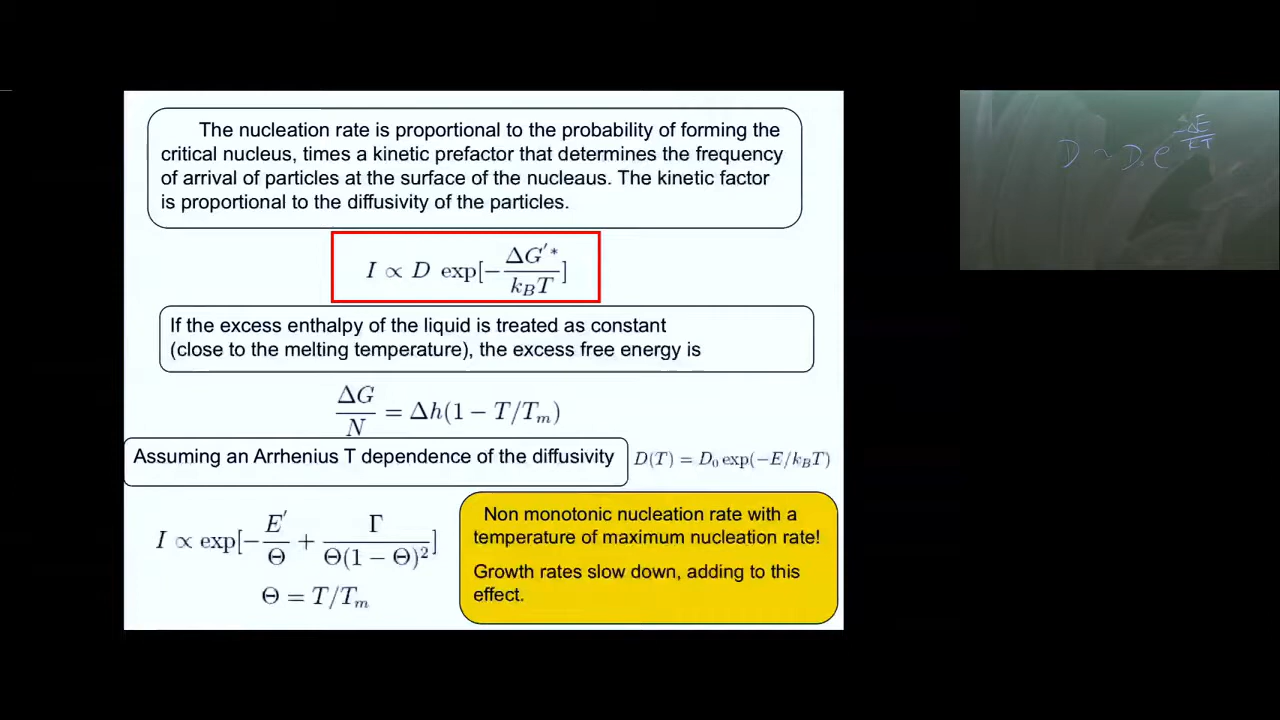 The nucleation rate is proportional to the probability of forming the
critical nucleus, times a kinetic prefactor that determines the frequency
of arrival of particles at the surface of the nucleaus. The kinetic factor
is proportional to the diffusivity of the particles.
I ∝ D exp[−ΔG′*/k_BT]
If the excess enthalpy of the liquid is treated as constant
(close to the melting temperature), the excess free energy is
ΔG/N = Δh(1 − T/T_m)
Assuming an Arrhenius T dependence of the diffusivity D(T) = D₀ exp(−E/k_BT)
I ∝ exp[−E′/Θ + Γ/Θ(1 − Θ)²]
Θ = T/T_m
Non monotonic nucleation rate with a
temperature of maximum nucleation rate!
Growth rates slow down, adding to this
effect.
D ~ D₀ e^(−ΔE/kT)